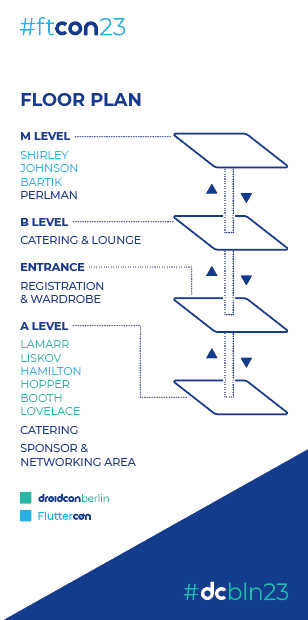 #ftcon23
FLOOR PLAN
M LEVEL
SHIRLEY
JOHNSON
BARTIK
PERLMAN
B LEVEL
CATERING & LOUNGE
ENTRANCE
REGISTRATION
& WARDROBE
A LEVEL
LAMARR
LISKOV
HAMILTON
HOPPER
BOOTH
LOVELACE
CATERING
SPONSOR &
NETWORKING AREA
droidconberlin
Fluttercon
#dcbln23